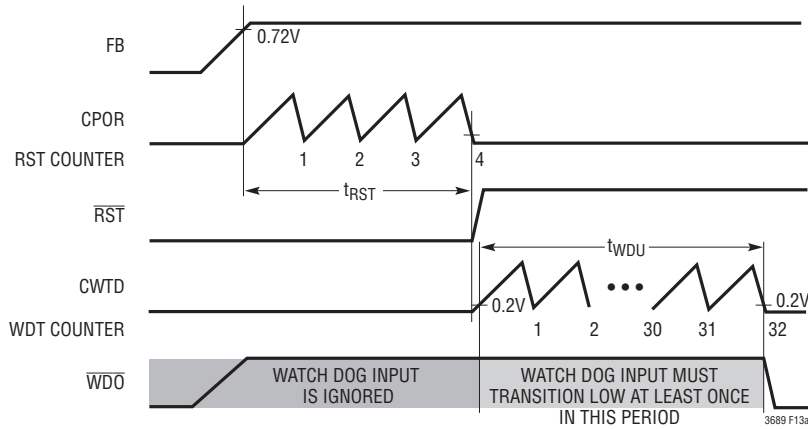 FB
0.72V
CPOR
RST COUNTER
1 2 3 4
tRST
RST
tWDU
CWTD
0.2V
0.2V
WDT COUNTER
1 2 30 31 32
WDO
WATCH DOG INPUT
IS IGNORED
WATCH DOG INPUT MUST
TRANSITION LOW AT LEAST ONCE
IN THIS PERIOD
3689 F13a